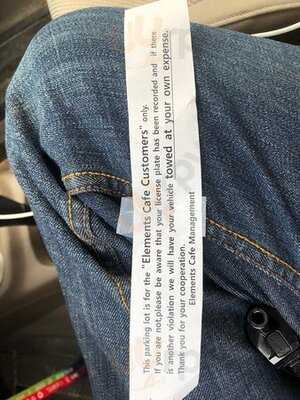 This parking lot is for the "Elements Cafe Customers" only.
If you are not,please be aware that your license plate has been recorded and if there
is another violation we will have your vehicle towed at your own expense.
Thank you for your cooperation.
Elements Cafe Management